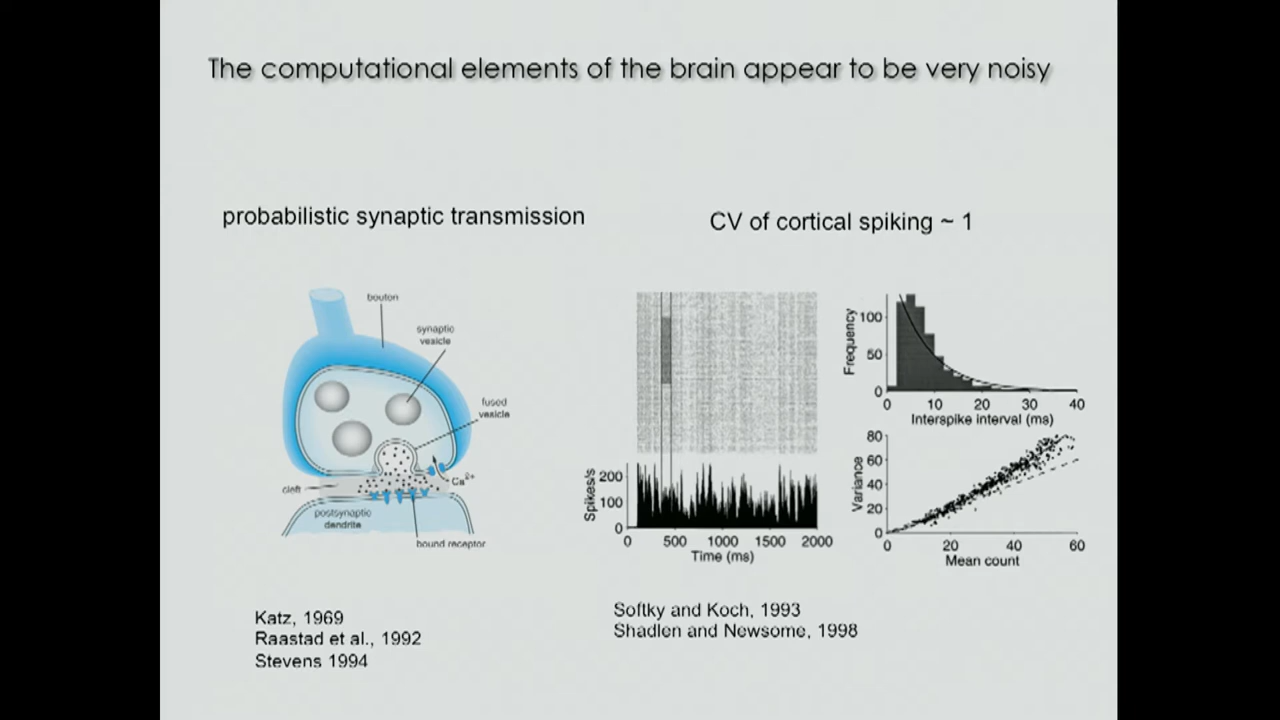 The computational elements of the brain appear to be very noisy
probabilistic synaptic transmission
bouton
synaptic
vesicle
fused
vesicle
Ca2+
cleft
postsynaptic
dendrite
bound receptor
Katz, 1969
Raastad et al., 1992
Stevens 1994
CV of cortical spiking ~ 1
Spikes/s
200
100
0
0 500 1000 1500 2000
Time (ms)
Frequency
100
50
0
0 10 20 30 40
Interspike interval (ms)
Variance
80
60
40
20
0
0 20 40 60
Mean count
Softky and Koch, 1993
Shadlen and Newsome, 1998